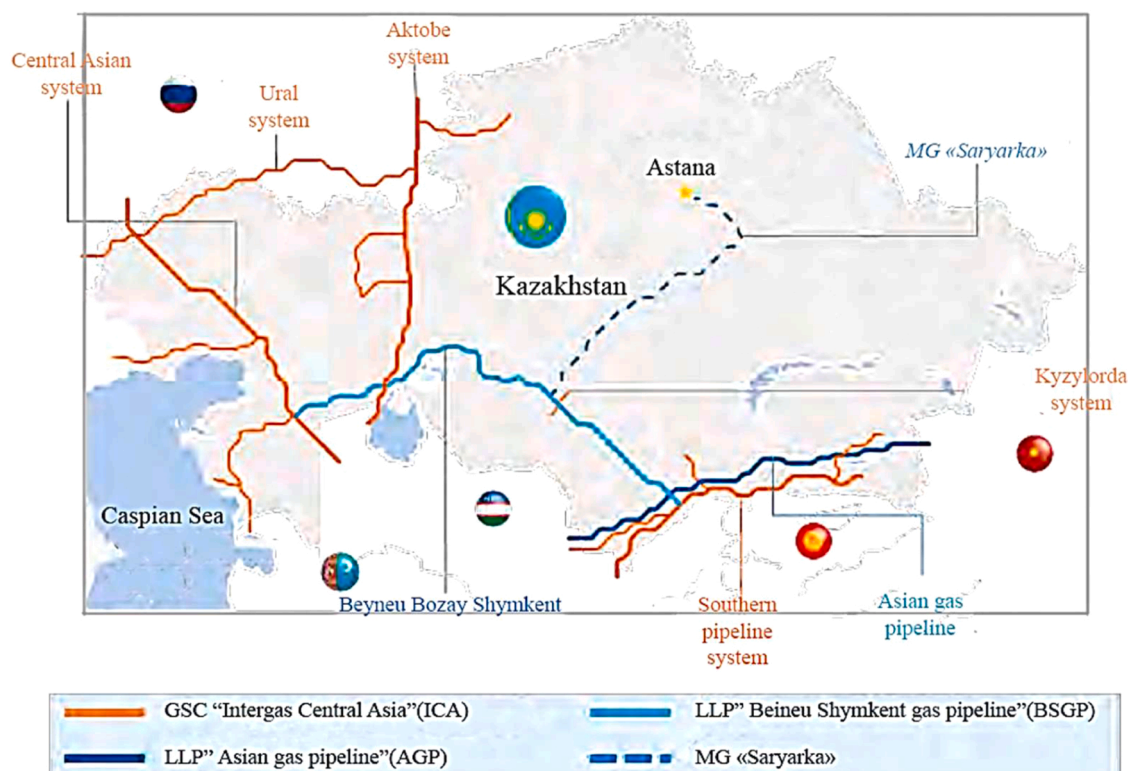 Aktobe
system
Central Asian
system
Ural
system
MG «Saryarka»
Astana
Kazakhstan
Kyzylorda
system
Caspian Sea
Beyneu Bozay Shymkent
Southern
pipeline
system
Asian gas
pipeline
GSC “Intergas Central Asia”(ICA)
LLP” Beineu Shymkent gas pipeline”(BSGP)
LLP” Asian gas pipeline”(AGP)
MG «Saryarka»